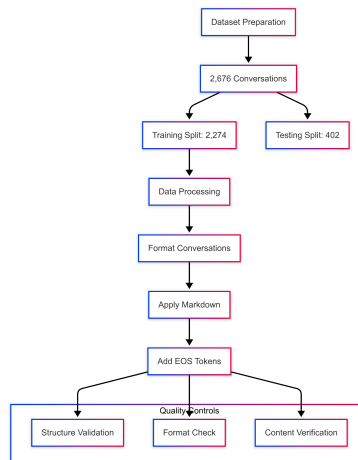 Dataset Preparation
2,676 Conversations
Training Split: 2,274
Testing Split: 402
Data Processing
Format Conversations
Apply Markdown
Add EOS Tokens
Quality Controls
Structure Validation
Format Check
Content Verification